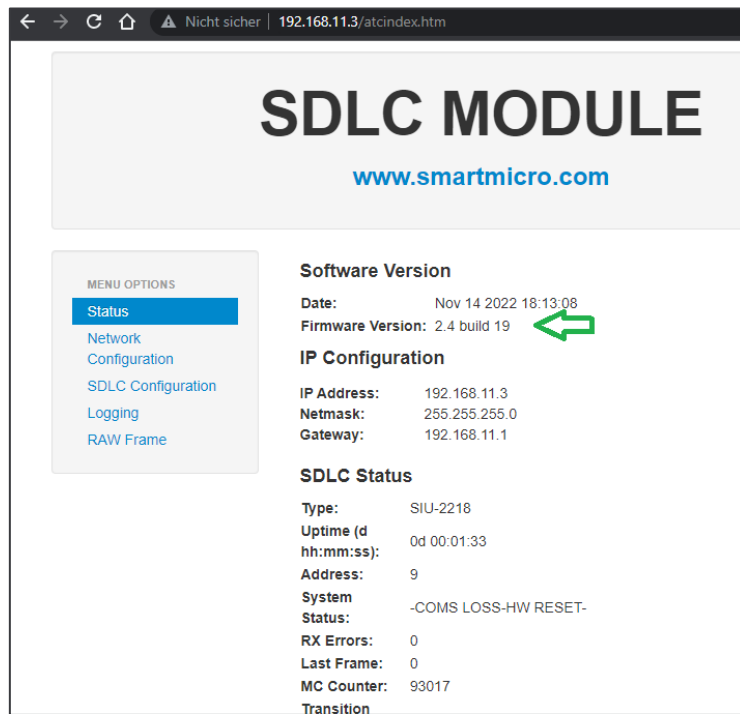 Nicht sicher 192.168.11.3/atcindex.htm
SDLC MODULE
www.smartmicro.com
MENU OPTIONS
Status
Network
Configuration
SDLC Configuration
Logging
RAW Frame
Software Version
Date: Nov 14 2022 18:13:08
Firmware Version: 2.4 build 19
IP Configuration
IP Address: 192.168.11.3
Netmask: 255.255.255.0
Gateway: 192.168.11.1
SDLC Status
Type: SIU-2218
Uptime (d
hh:mm:ss): 0d 00:01:33
Address: 9
System
Status: -COMS LOSS-HW RESET-
RX Errors: 0
Last Frame: 0
MC Counter: 93017
Transition